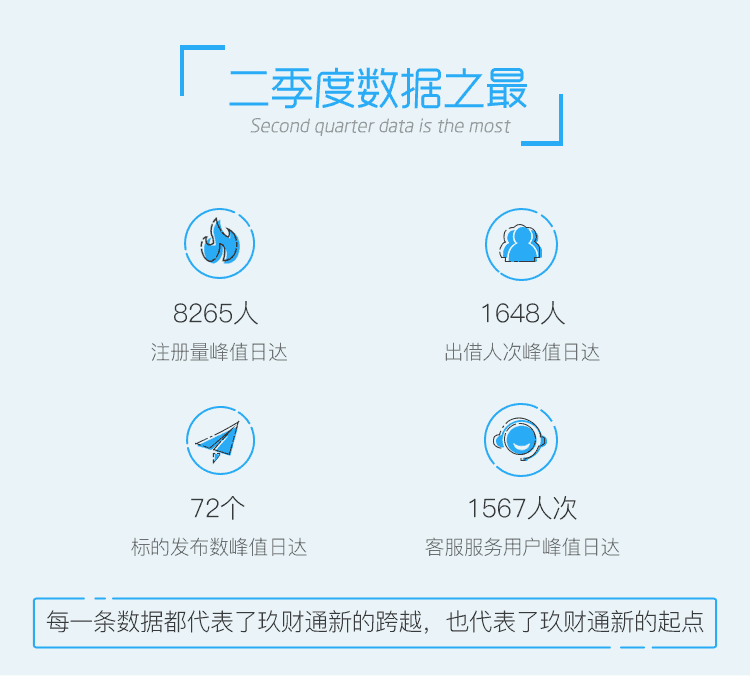 二季度数据之最
Second quarter data is the most
8265人
1648人
注册量峰值日达
出借人次峰值日达
72个
1567人次
标的发布数峰值日达
客服服务用户峰值日达
每一条数据都代表了玖财通新的跨越，也代表了玖财通新的起点